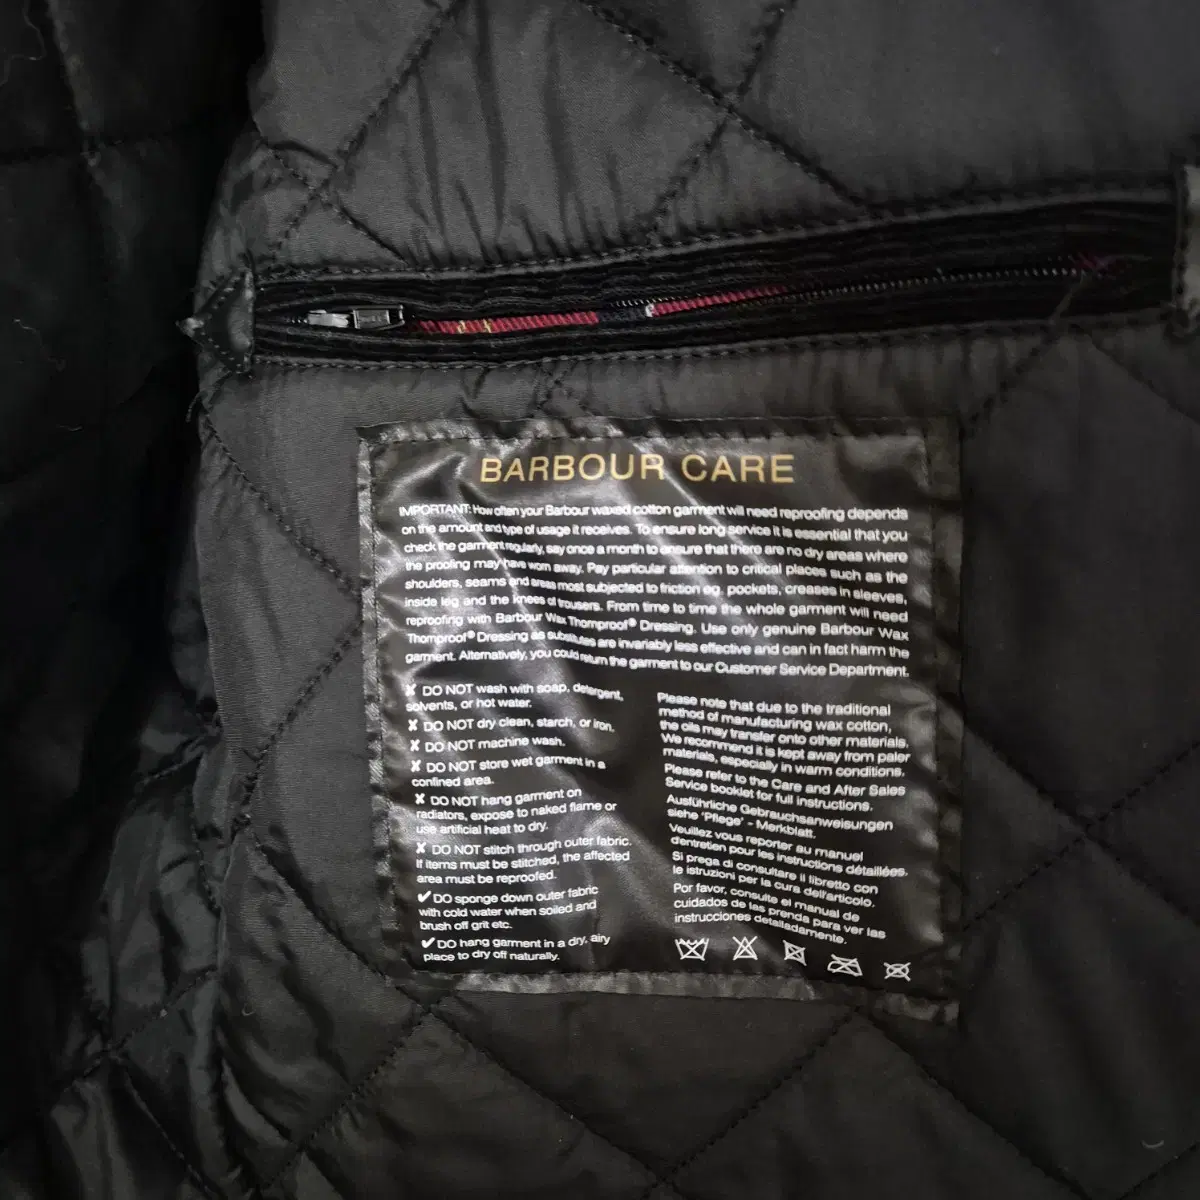 BARBOUR CARE
IMPORTANT: How often your Barbour waxed cotton garment will need reproofing depends
on the amount and type of usage it receives. To ensure long service it is essential that you
check the garment regularly, say once a month to ensure that there are no dry areas where
the proofing may have worn away. Pay particular attention to critical places such as the
shoulders, seams and areas most subjected to friction eg. pockets, creases in sleeves,
inside leg and the knees of trousers. From time to time the whole garment will need
reproofing with Barbour Wax Thornproof® Dressing. Use only genuine Barbour Wax
Thornproof® Dressing as substitutes are invariably less effective and can in fact harm the
garment. Alternatively, you could return the garment to our Customer Service Department.
✘ DO NOT wash with soap, detergent,
solvents, or hot water.
✘ DO NOT dry clean, starch, or iron.
✘ DO NOT machine wash.
✘ DO NOT store wet garment in a
confined area.
✘ DO NOT hang garment on
radiators, expose to naked flame or
use artificial heat to dry.
✘ DO NOT stitch through outer fabric.
If items must be stitched, the affected
area must be reproofed.
✔ DO sponge down outer fabric
with cold water when soiled and
brush off grit etc.
✔ DO hang garment in a dry, airy
place to dry off naturally.
Please note that due to the traditional
method of manufacturing wax cotton,
the oils may transfer onto other materials.
We recommend it is kept away from paler
materials, especially in warm conditions.
Please refer to the Care and After Sales
Service booklet for full instructions.
Ausführliche Gebrauchsanweisungen
siehe 'Pflege' - Merkblatt.
Veuillez vous reporter au manuel
dentretien pour les instructions détaillées.
Si prega di consultare il libretto con
le istruzioni per la cura dell'articolo.
Por favor, consulte el manual de
cuidados de las prenda para ver las
instrucciones detalladamente.